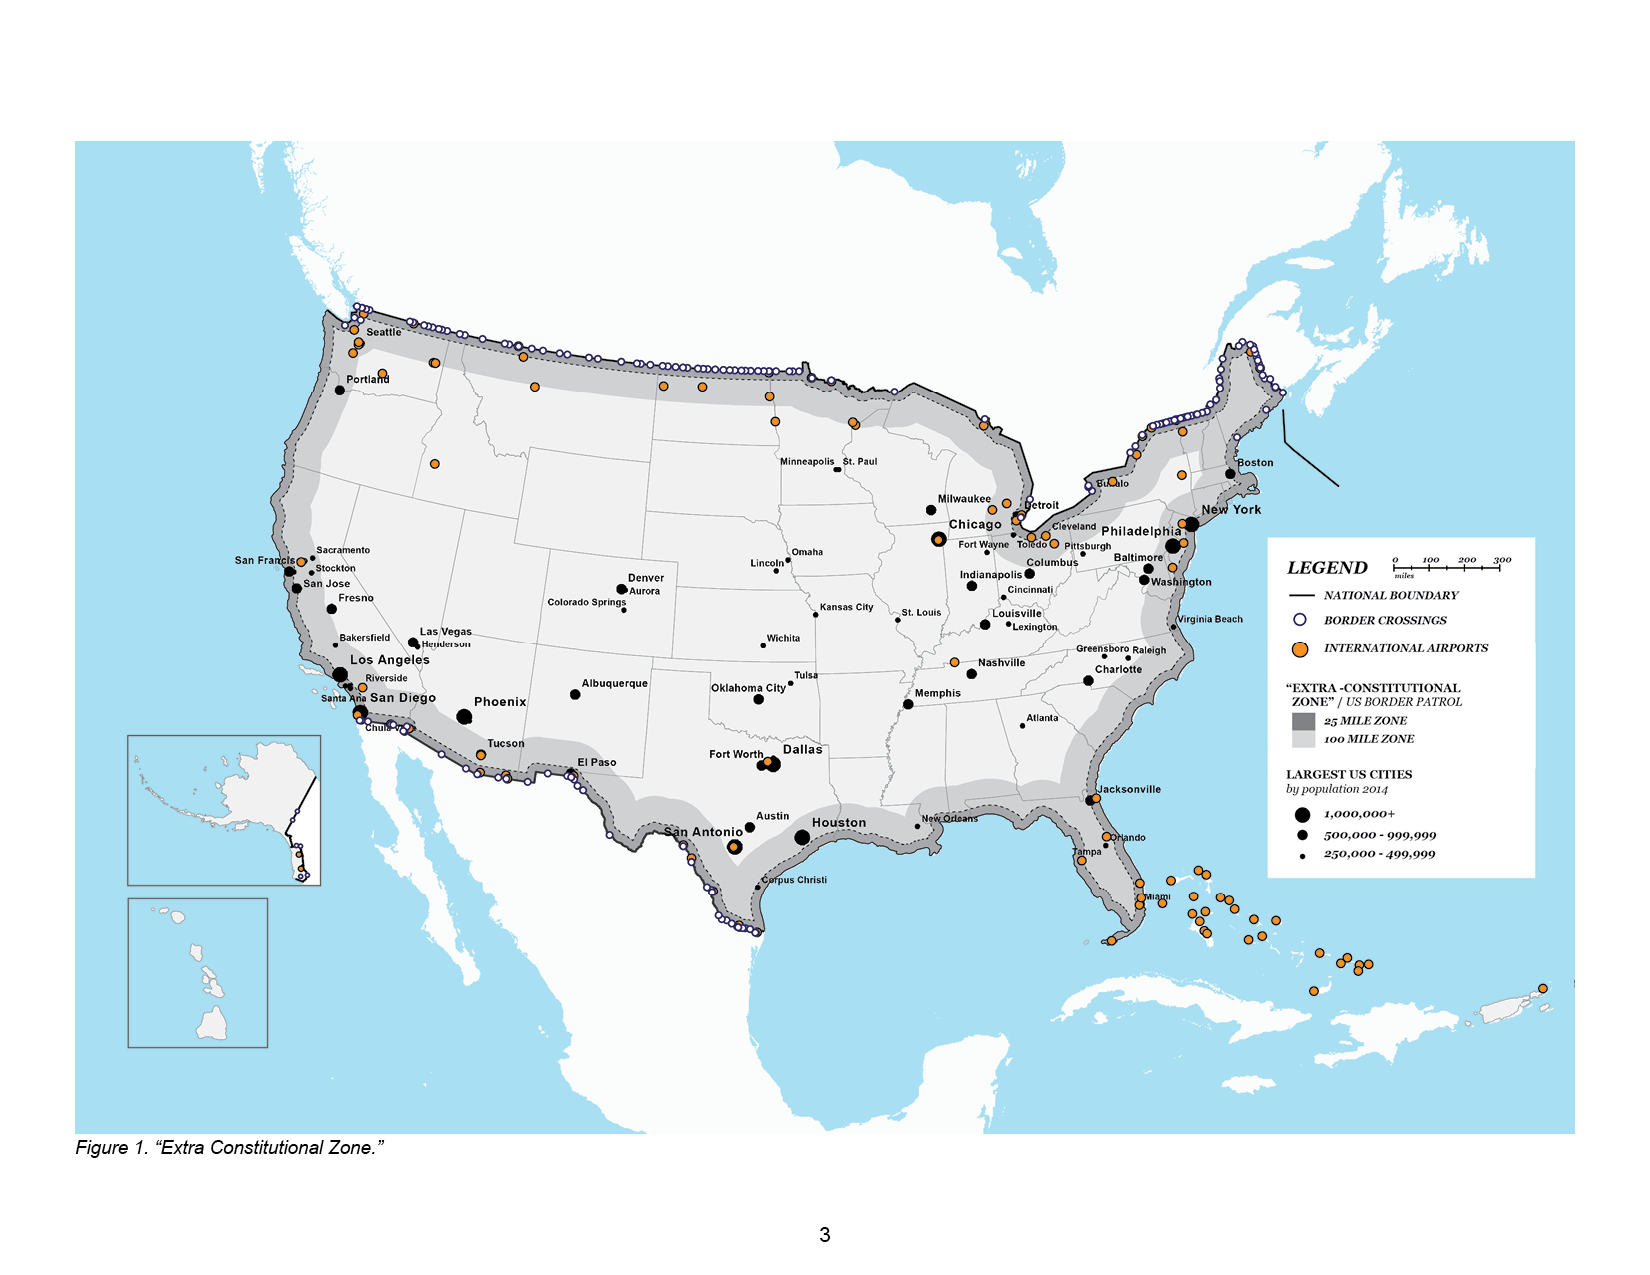 Seattle
Portland
Minneapolis
St. Paul
Boston
Buffalo
Milwaukee
Detroit
New York
Chicago
Cleveland
Philadelphia
Fort Wayne
Toledo
Pittsburgh
Sacramento
San Francis
Stockton
Omaha
Lincoln
Baltimore
Columbus
Indianapolis
Washington
San Jose
Denver
Aurora
Cincinnati
Fresno
Colorado Springs
Kansas City
St. Louis
Louisville
Lexington
Virginia Beach
Bakersfield
Las Vegas
Henderson
Wichita
Greensboro
Raleigh
Los Angeles
Nashville
Charlotte
Riverside
Albuquerque
Tulsa
Oklahoma City
Memphis
Santa Ana
San Diego
Phoenix
Atlanta
Chula V
Tucson
El Paso
Fort Worth
Dallas
Jacksonville
Austin
San Antonio
Houston
New Orleans
Orlando
Tampa
Corpus Christi
Miami
LEGEND
0 100 200 300
miles
NATIONAL BOUNDARY
BORDER CROSSINGS
INTERNATIONAL AIRPORTS
“EXTRA -CONSTITUTIONAL
ZONE” / US BORDER PATROL
25 MILE ZONE
100 MILE ZONE
LARGEST US CITIES
by population 2014
1,000,000+
500,000 - 999,999
250,000 - 499,999
Figure 1. “Extra Constitutional Zone.”
3